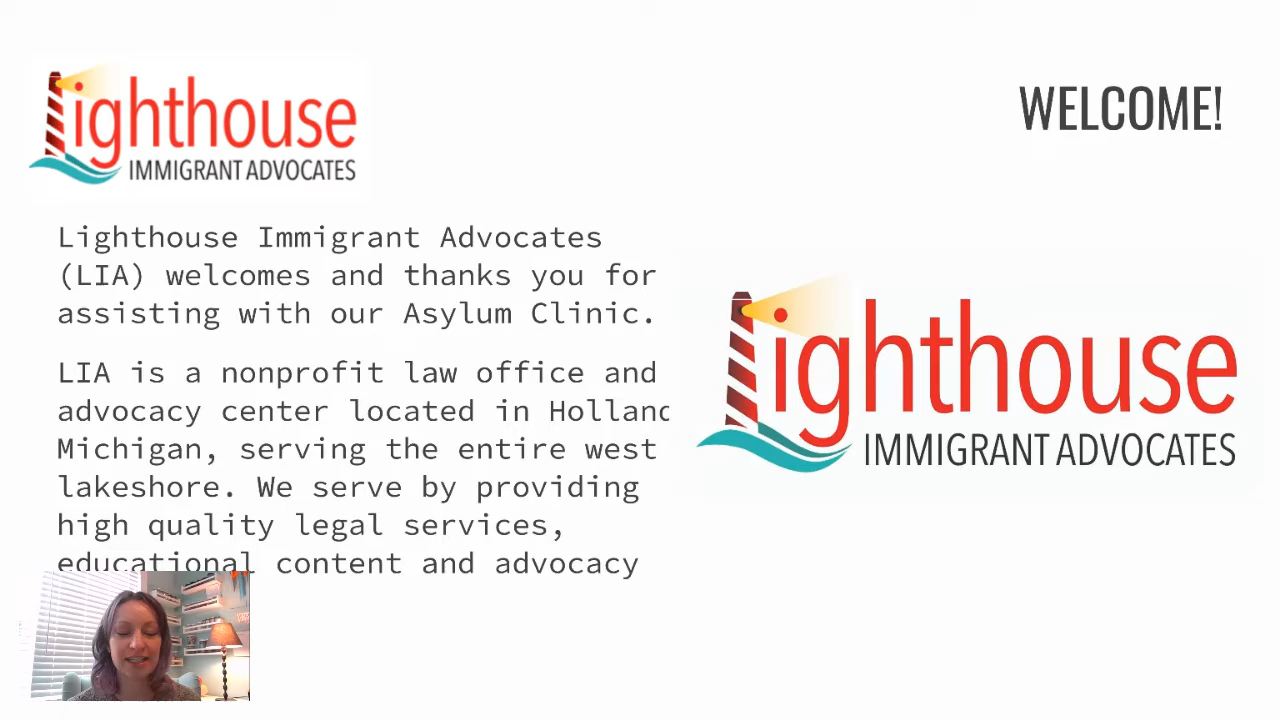 Lighthouse
IMMIGRANT ADVOCATES
WELCOME!
Lighthouse Immigrant Advocates
(LIA) welcomes and thanks you for
assisting with our Asylum Clinic.
LIA is a nonprofit law office and
advocacy center located in Holland
Michigan, serving the entire west
lakeshore. We serve by providing
high quality legal services,
educational content and advocacy
Lighthouse
IMMIGRANT ADVOCATES